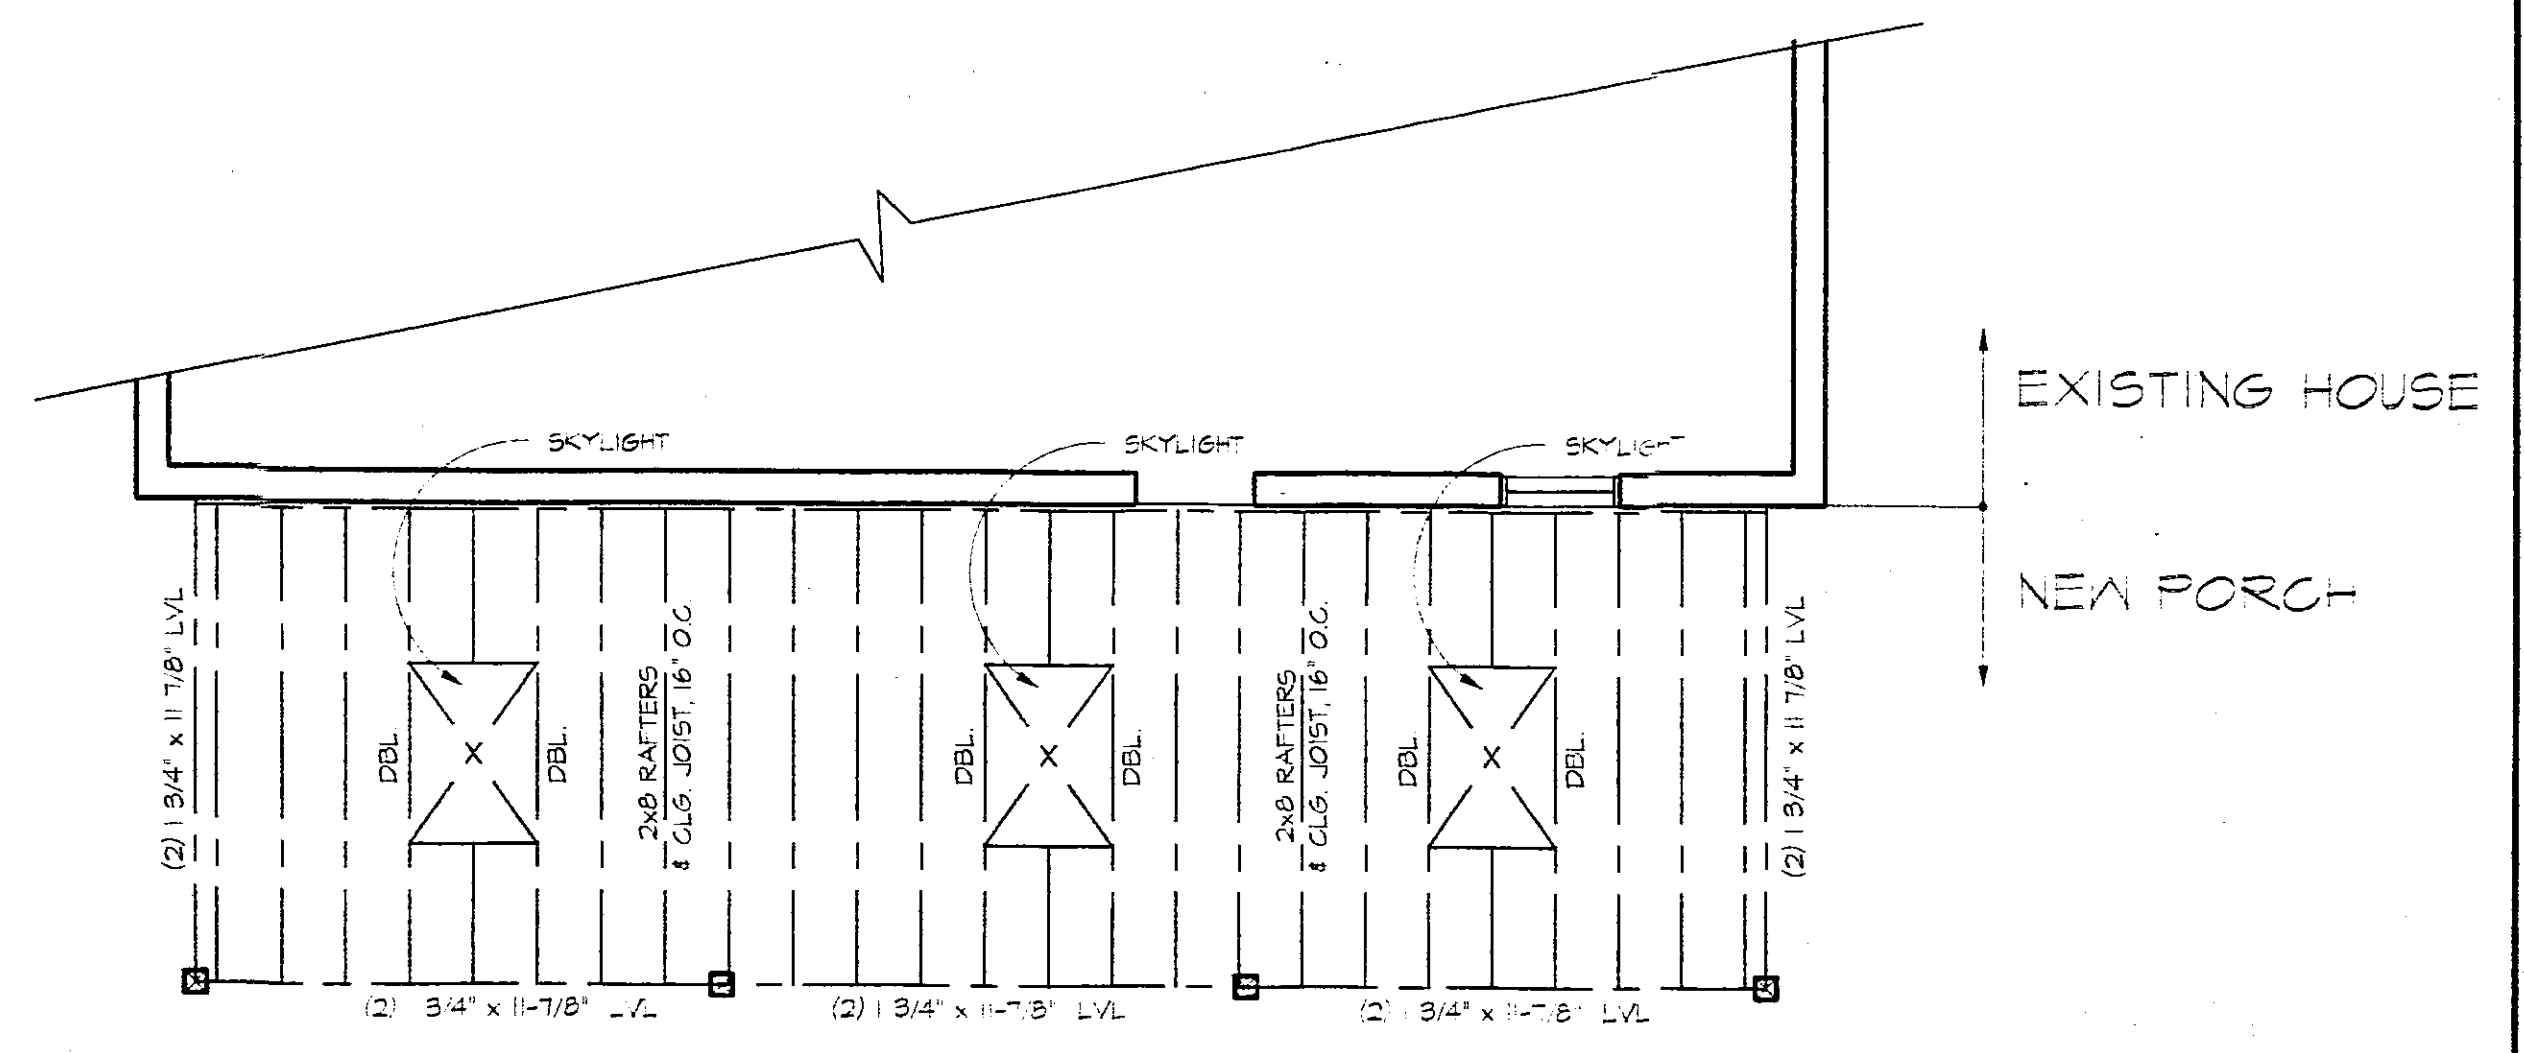 EXISTING HOUSE
SKYLIGHT
SKYLIGHT
SKYLIGHT
NEW PORCH
(2) 1 3/4" x 11 7/8" LVL
DBL.
X
DBL.
2x8 RAFTERS
& CLG. JOIST, 16" O.C.
DBL.
X
DBL.
2x8 RAFTERS
& CLG. JOIST, 16" O.C.
DBL.
X
DBL.
(2) 1 3/4" x 11 7/8" LVL
(2) 3/4" x 11-7/8" LVL
(2) 1 3/4" x 11-7/8" LVL
(2) 1 3/4" x 11-7/8" LVL